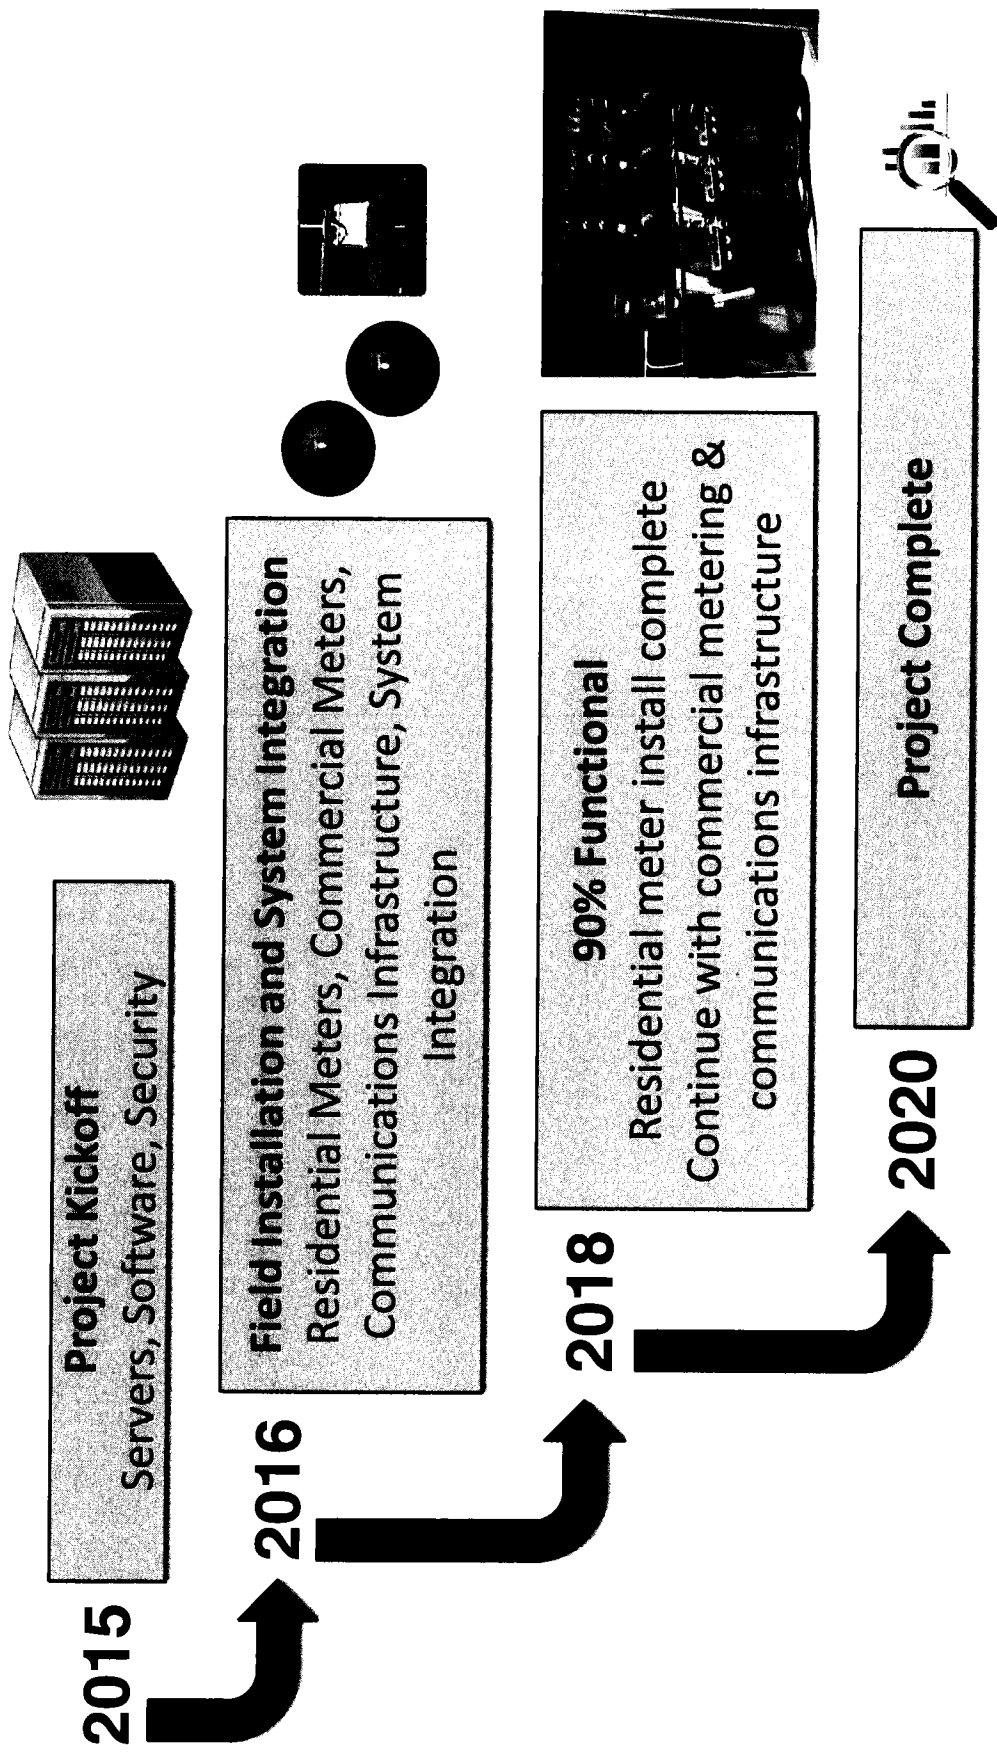 2015
Project Kickoff
Servers, Software, Security
2016
Field Installation and System Integration
Residential Meters, Commercial Meters,
Communications Infrastructure, System
Integration
2018
90% Functional
Residential meter install complete
Continue with commercial metering &
communications infrastructure
2020
Project Complete